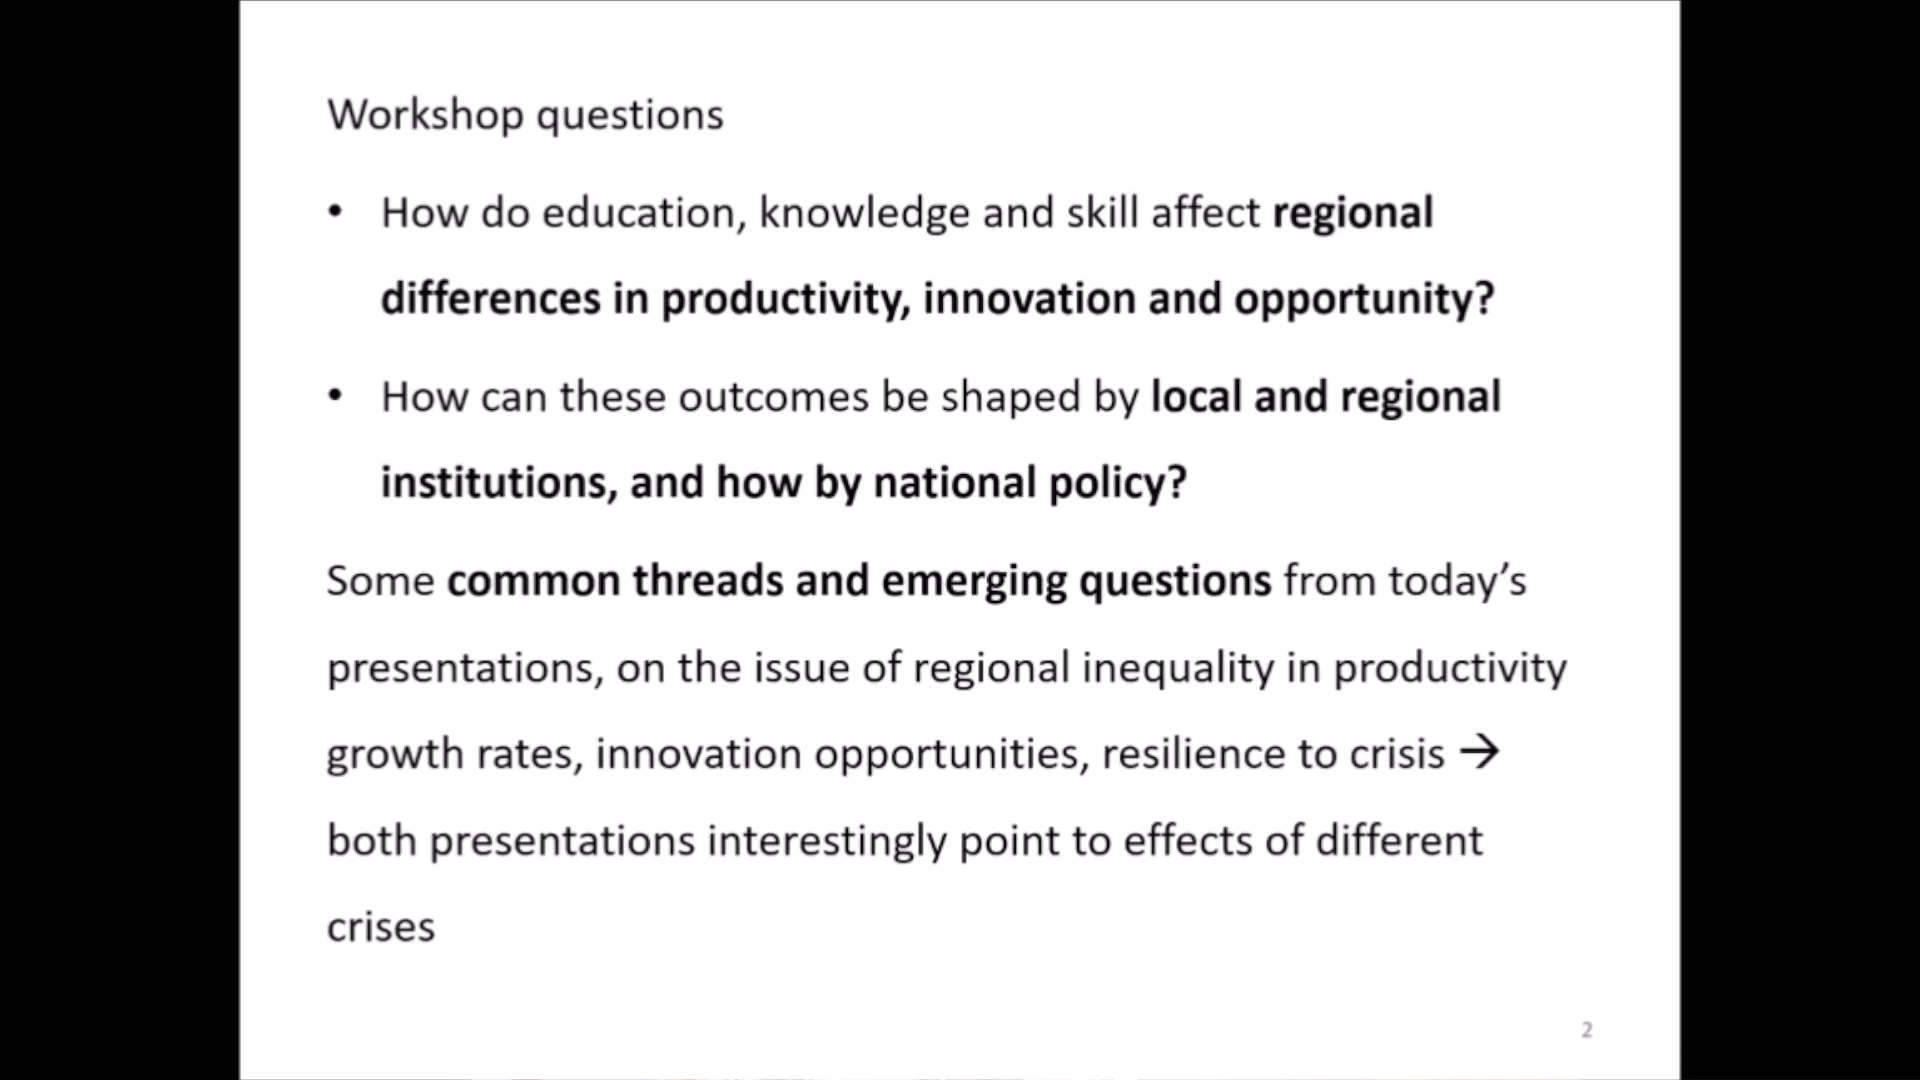 Workshop questions
• How do education, knowledge and skill affect regional
differences in productivity, innovation and opportunity?
• How can these outcomes be shaped by local and regional
institutions, and how by national policy?
Some common threads and emerging questions from today’s
presentations, on the issue of regional inequality in productivity
growth rates, innovation opportunities, resilience to crisis →
both presentations interestingly point to effects of different
crises
2